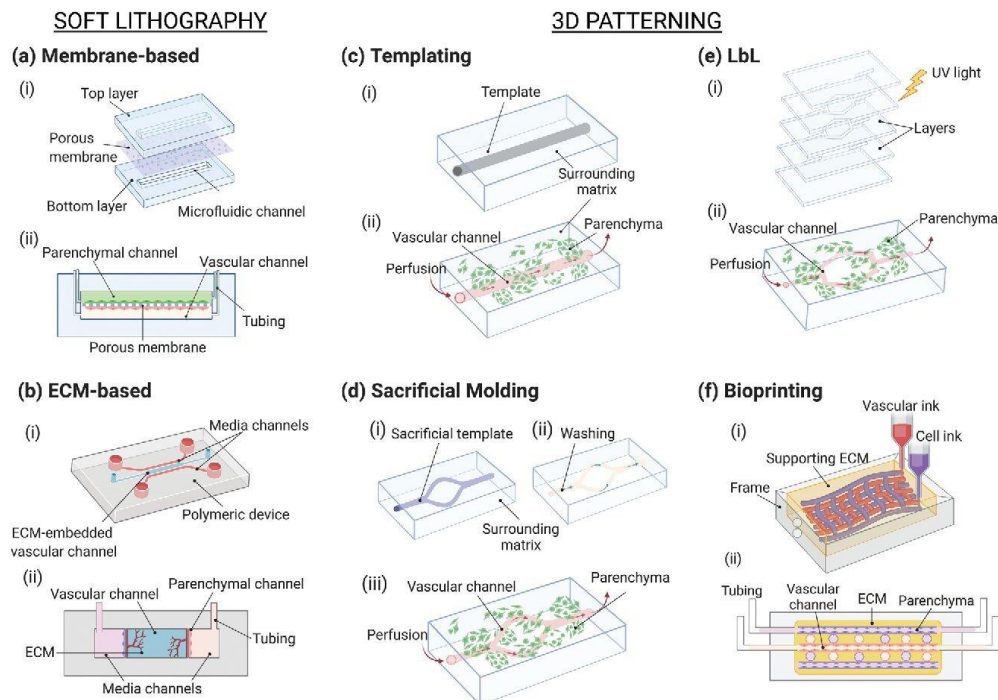 SOFT LITHOGRAPHY
3D PATTERNING
(a) Membrane-based
(i)
Top layer
Porous
membrane
Bottom layer
Microfluidic channel
(ii)
Parenchymal channel
Vascular channel
Tubing
Porous membrane
(b) ECM-based
(i)
Media channels
Polymeric device
ECM-embedded
vascular channel
(ii)
Vascular channel
Parenchymal channel
ECM
Tubing
Media channels
(c) Templating
(i)
Template
Surrounding
matrix
(ii)
Vascular channel
Parenchyma
Perfusion
(d) Sacrificial Molding
(i)
Sacrificial template
(ii)
Washing
Surrounding
matrix
(iii)
Vascular channel
Parenchyma
Perfusion
(e) LbL
(i)
UV light
Layers
(ii)
Vascular channel
Parenchyma
Perfusion
(f) Bioprinting
Vascular ink
(i)
Cell ink
Supporting ECM
Frame
(ii)
Tubing
Vascular
channel
ECM
Parenchyma